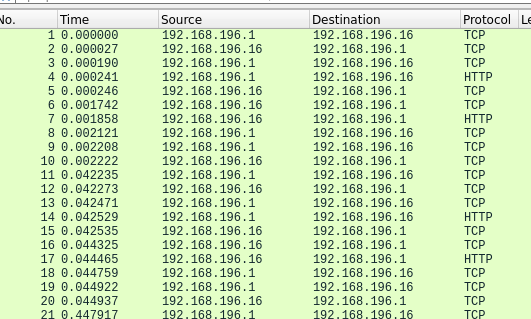 No. Time Source Destination Protocol Le
1 0.000000 192.168.196.1 192.168.196.16 TCP
2 0.000027 192.168.196.16 192.168.196.1 TCP
3 0.000190 192.168.196.1 192.168.196.16 TCP
4 0.000241 192.168.196.1 192.168.196.16 HTTP
5 0.000246 192.168.196.16 192.168.196.1 TCP
6 0.001742 192.168.196.16 192.168.196.1 TCP
7 0.001858 192.168.196.16 192.168.196.1 HTTP
8 0.002121 192.168.196.1 192.168.196.16 TCP
9 0.002208 192.168.196.1 192.168.196.16 TCP
10 0.002222 192.168.196.16 192.168.196.1 TCP
11 0.042235 192.168.196.1 192.168.196.16 TCP
12 0.042273 192.168.196.16 192.168.196.1 TCP
13 0.042471 192.168.196.1 192.168.196.16 TCP
14 0.042529 192.168.196.1 192.168.196.16 HTTP
15 0.042535 192.168.196.16 192.168.196.1 TCP
16 0.044325 192.168.196.16 192.168.196.1 TCP
17 0.044465 192.168.196.16 192.168.196.1 HTTP
18 0.044759 192.168.196.1 192.168.196.16 TCP
19 0.044922 192.168.196.1 192.168.196.16 TCP
20 0.044937 192.168.196.16 192.168.196.1 TCP
21 0.447917 192.168.196.1 192.168.196.16 TCP